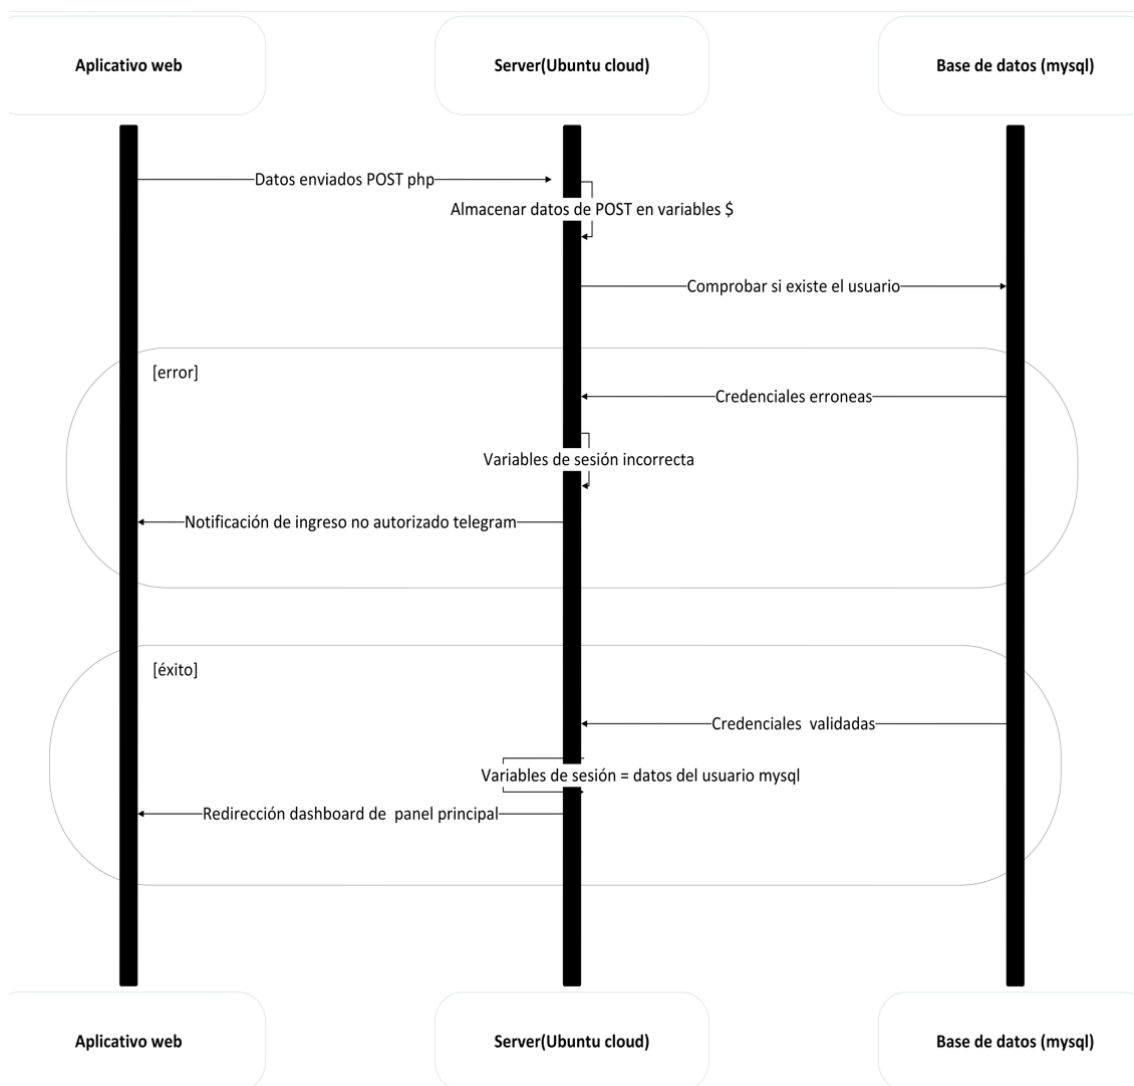 Aplicativo web
Server(Ubuntu cloud)
Base de datos (mysql)
Datos enviados POST php
Almacenar datos de POST en variables $
Comprobar si existe el usuario
[error]
Credenciales erroneas
Variables de sesión incorrecta
Notificación de ingreso no autorizado telegram
[éxito]
Credenciales validadas
Variables de sesión = datos del usuario mysql
Redirección dashboard de panel principal
Aplicativo web
Server(Ubuntu cloud)
Base de datos (mysql)